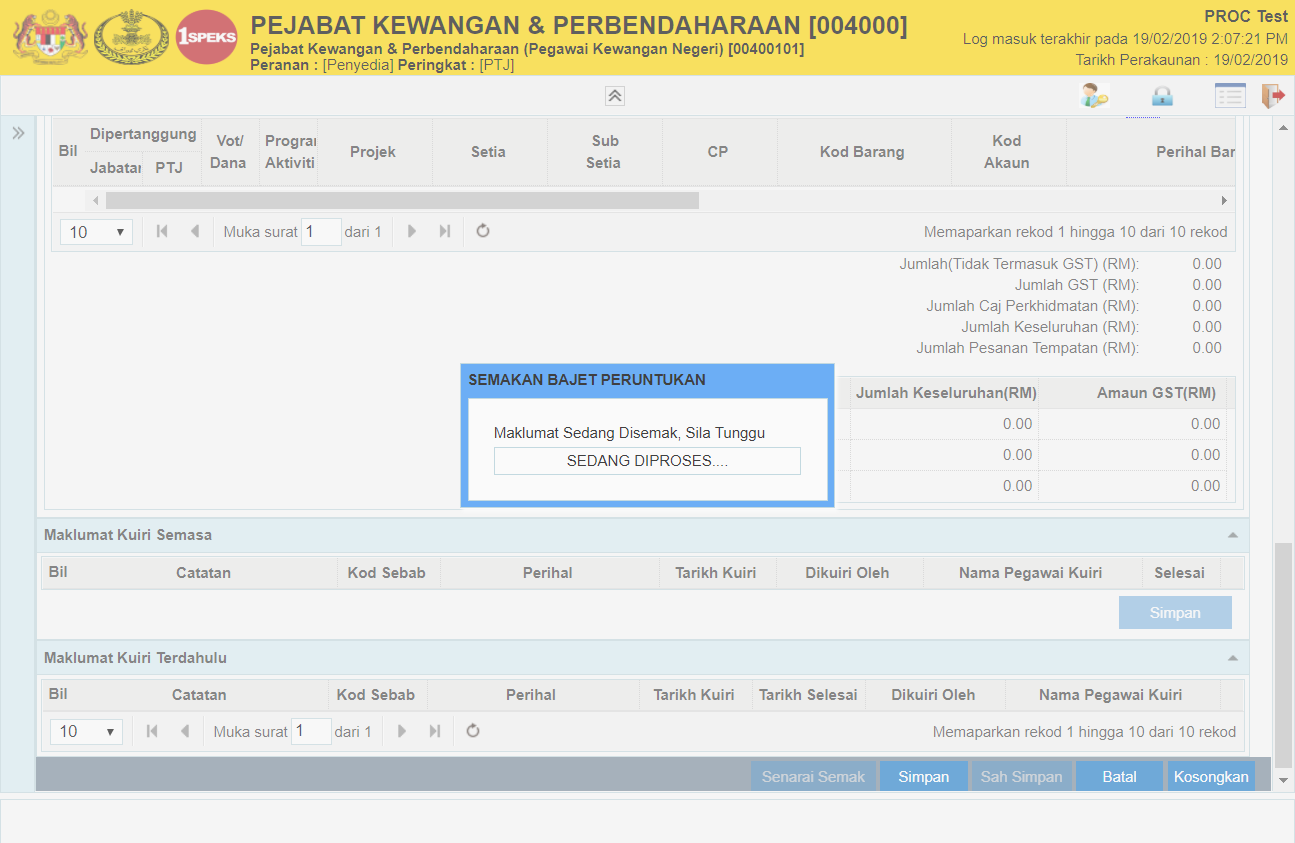 1SPEKS
PEJABAT KEWANGAN & PERBENDAHARAAN [004000]
Pejabat Kewangan & Perbendaharaan (Pegawai Kewangan Negeri) [00400101]
Peranan : [Penyedia] Peringkat : [PTJ]
PROC Test
Log masuk terakhir pada 19/02/2019 2:07:21 PM
Tarikh Perakaunan : 19/02/2019
Bil Dipertanggung Vot/ Dana Prograr Aktiviti Projek Setia Sub Setia CP Kod Barang Kod Akaun Perihal Bar
Jabatar PTJ
10 Muka surat 1 dari 1 Memaparkan rekod 1 hingga 10 dari 10 rekod
Jumlah(Tidak Termasuk GST) (RM): 0.00
Jumlah GST (RM): 0.00
Jumlah Caj Perkhidmatan (RM): 0.00
Jumlah Keseluruhan (RM): 0.00
Jumlah Pesanan Tempatan (RM): 0.00
SEMAKAN BAJET PERUNTUKAN
Maklumat Sedang Disemak, Sila Tunggu
SEDANG DIPROSES....
Jumlah Keseluruhan(RM) Amaun GST(RM)
0.00 0.00
0.00 0.00
0.00 0.00
Maklumat Kuiri Semasa
Bil Catatan Kod Sebab Perihal Tarikh Kuiri Dikuiri Oleh Nama Pegawai Kuiri Selesai
Simpan
Maklumat Kuiri Terdahulu
Bil Catatan Kod Sebab Perihal Tarikh Kuiri Tarikh Selesai Dikuiri Oleh Nama Pegawai Kuiri
10 Muka surat 1 dari 1 Memaparkan rekod 1 hingga 10 dari 10 rekod
Senarai Semak Simpan Sah Simpan Batal Kosongkan